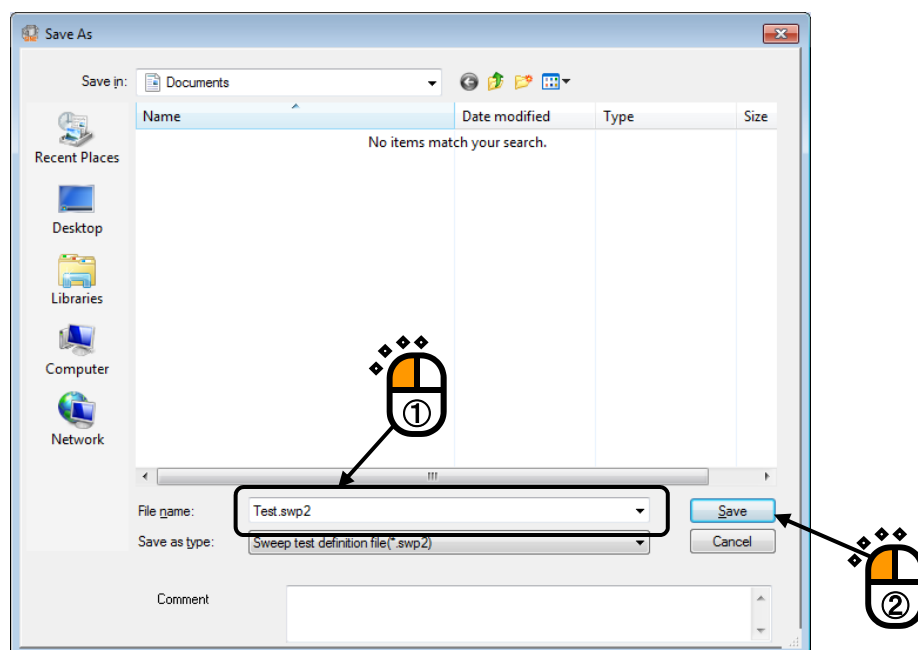 Save As
Save in: Documents
Name Date modified Type Size
No items match your search.
Recent Places
Desktop
Libraries
Computer
Network
①
File name: Test.swp2 Save
Save as type: Sweep test definition file(*.swp2) Cancel
②
Comment